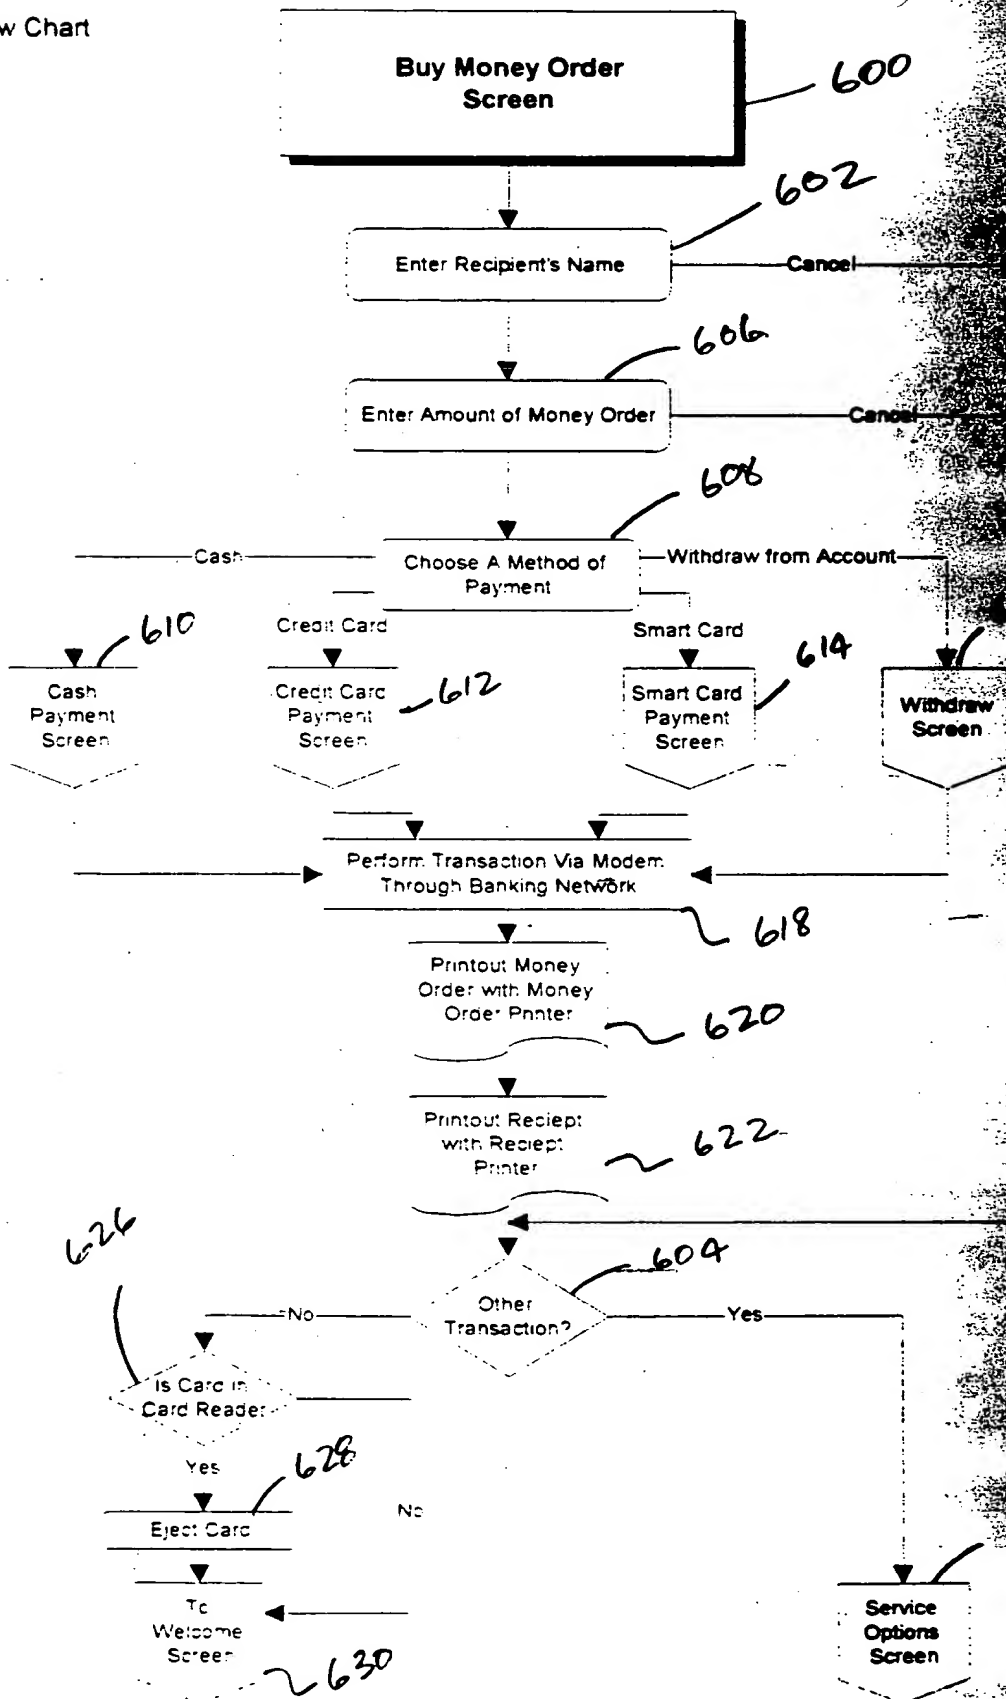 w Chart
Buy Money Order
Screen
600
602
Enter Recipient's Name
Cancel
606
Enter Amount of Money Order
Cancel
608
Cash
Choose A Method of
Payment
Withdraw from Account
610
Credit Card
Smart Card
614
Cash
Payment
Screen
Credit Card
Payment
Screen
612
Smart Card
Payment
Screen
Withdraw
Screen
Perform Transaction Via Modem
Through Banking Network
618
Printout Money
Order with Money
Order Printer
620
Printout Reciept
with Reciept
Printer
622
626
604
No
Other
Transaction?
Yes
Is Card in
Card Reader
Yes
628
No
Eject Card
To
Welcome
Screen
630
Service
Options
Screen